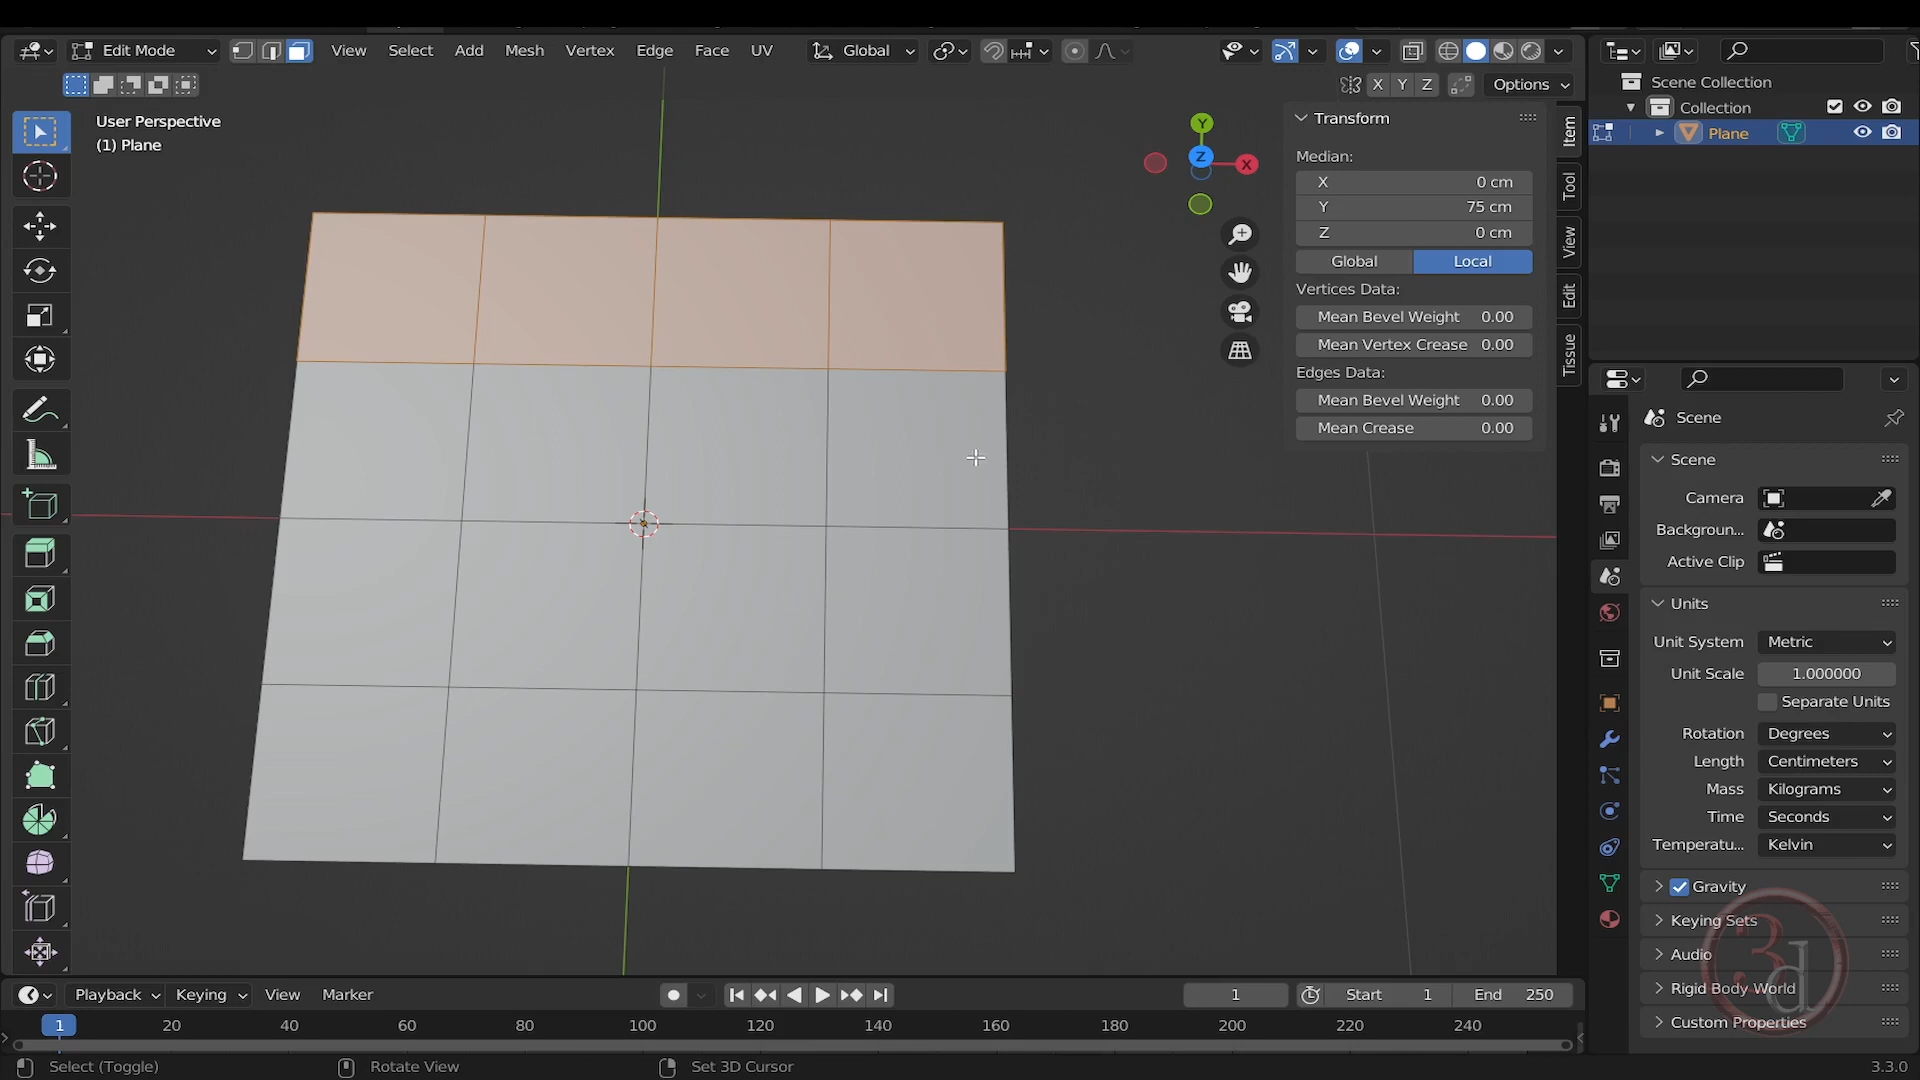 Edit Mode
View
Select
Add
Mesh
Vertex
Edge
Face
UV
Global
X
Y
Z
Options
User Perspective
(1) Plane
Y
Z
X
Transform
Median:
X 0 cm
Y 75 cm
Z 0 cm
Global
Local
Vertices Data:
Mean Bevel Weight 0.00
Mean Vertex Crease 0.00
Edges Data:
Mean Bevel Weight 0.00
Mean Crease 0.00
Item
Tool
View
Edit
Tissue
Scene Collection
Collection
Plane
Scene
Scene
Camera
Backgroun...
Active Clip
Units
Unit System Metric
Unit Scale 1.000000
Separate Units
Rotation Degrees
Length Centimeters
Mass Kilograms
Time Seconds
Temperatu... Kelvin
Gravity
Keying Sets
Audio
Rigid Body World
Custom Properties
3d
Playback
Keying
View
Marker
1
Start 1
End 250
1 20 40 60 80 100 120 140 160 180 200 220 240
Select (Toggle)
Rotate View
Set 3D Cursor
3.3.0